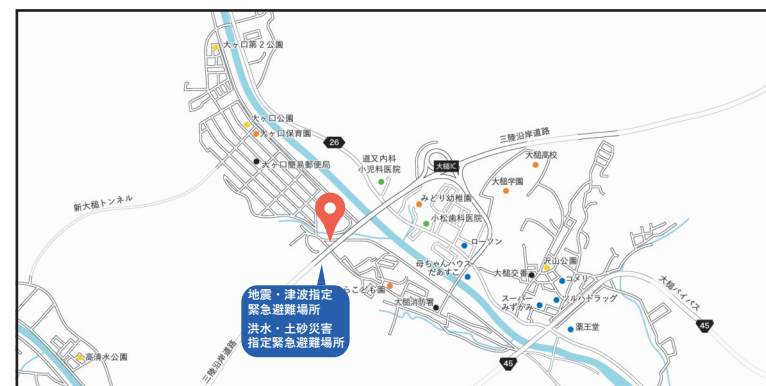 大ヶ口第2公園
大ヶ口公園
大ヶ口保育園
大ヶ口簡易郵便局
26
道又内科
小児科医院
三陸沿岸道路
大槌IC
大槌高校
大槌学園
みどり幼稚園
小松歯科医院
新大槌トンネル
ローソン
母ちゃんハウス
だぁすこ
沢山公園
大槌交番
コメリ
大槌バイパス
地震・津波指定
緊急避難場所
洪水・土砂災害
指定緊急避難場所
らこども園
大槌消防署
スーパー
みずかみ
ツルハドラッグ
45
薬王堂
高清水公園
三陸沿岸道路
45